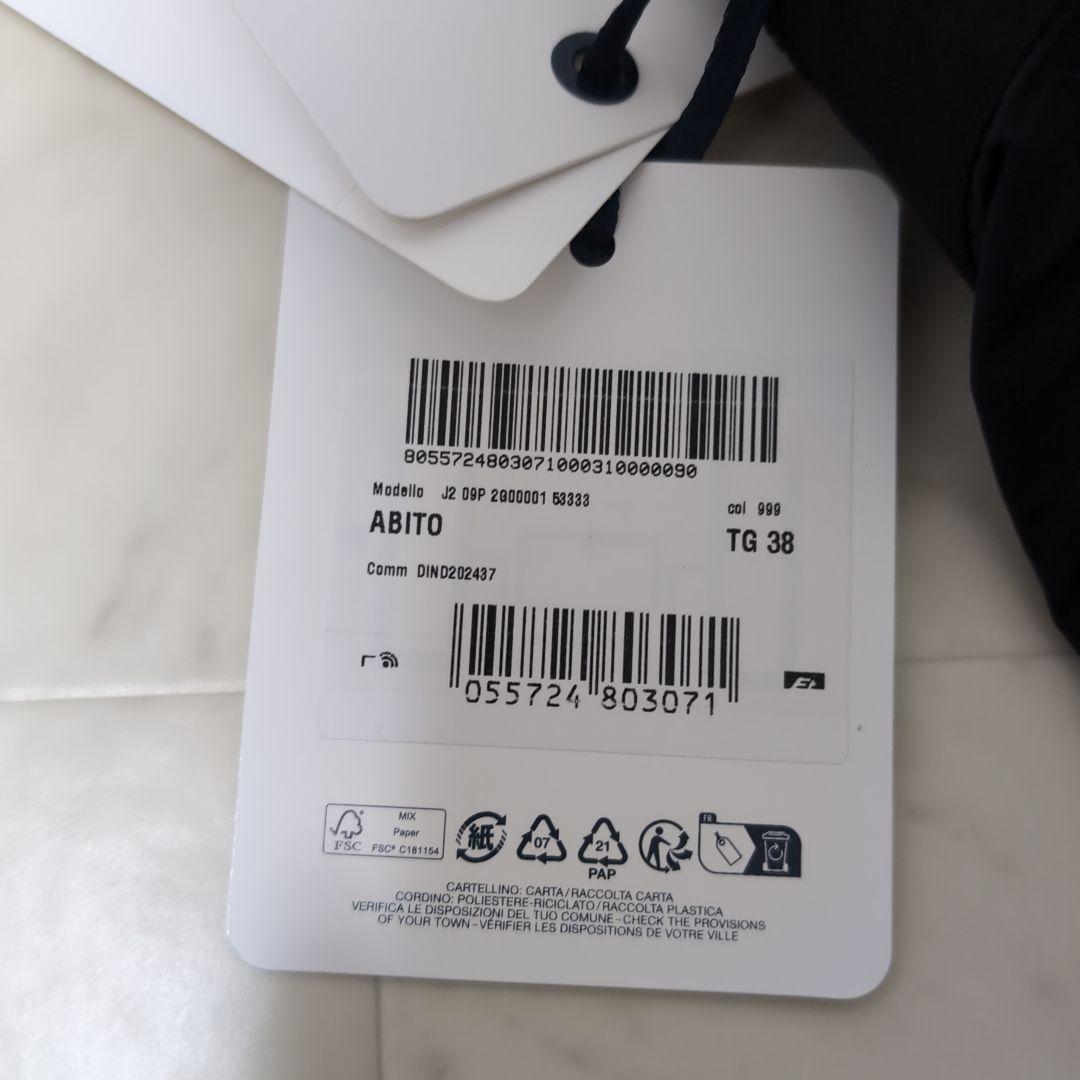 8055724803071000310000090
Modello J2 09P 2G00001 53333
col 999
ABITO
TG 38
Comm DIND202437
055724 803071
MIX
Paper
FSC
FSC® C181154
紙
07
21
PAP
FR
CARTELLINO: CARTA/RACCOLTA CARTA
CORDINO: POLIESTERE-RICICLATO/RACCOLTA PLASTICA
VERIFICA LE DISPOSIZIONI DEL TUO COMUNE-CHECK THE PROVISIONS
OF YOUR TOWN-VÉRIFIER LES DISPOSITIONS DE VOTRE VILLE